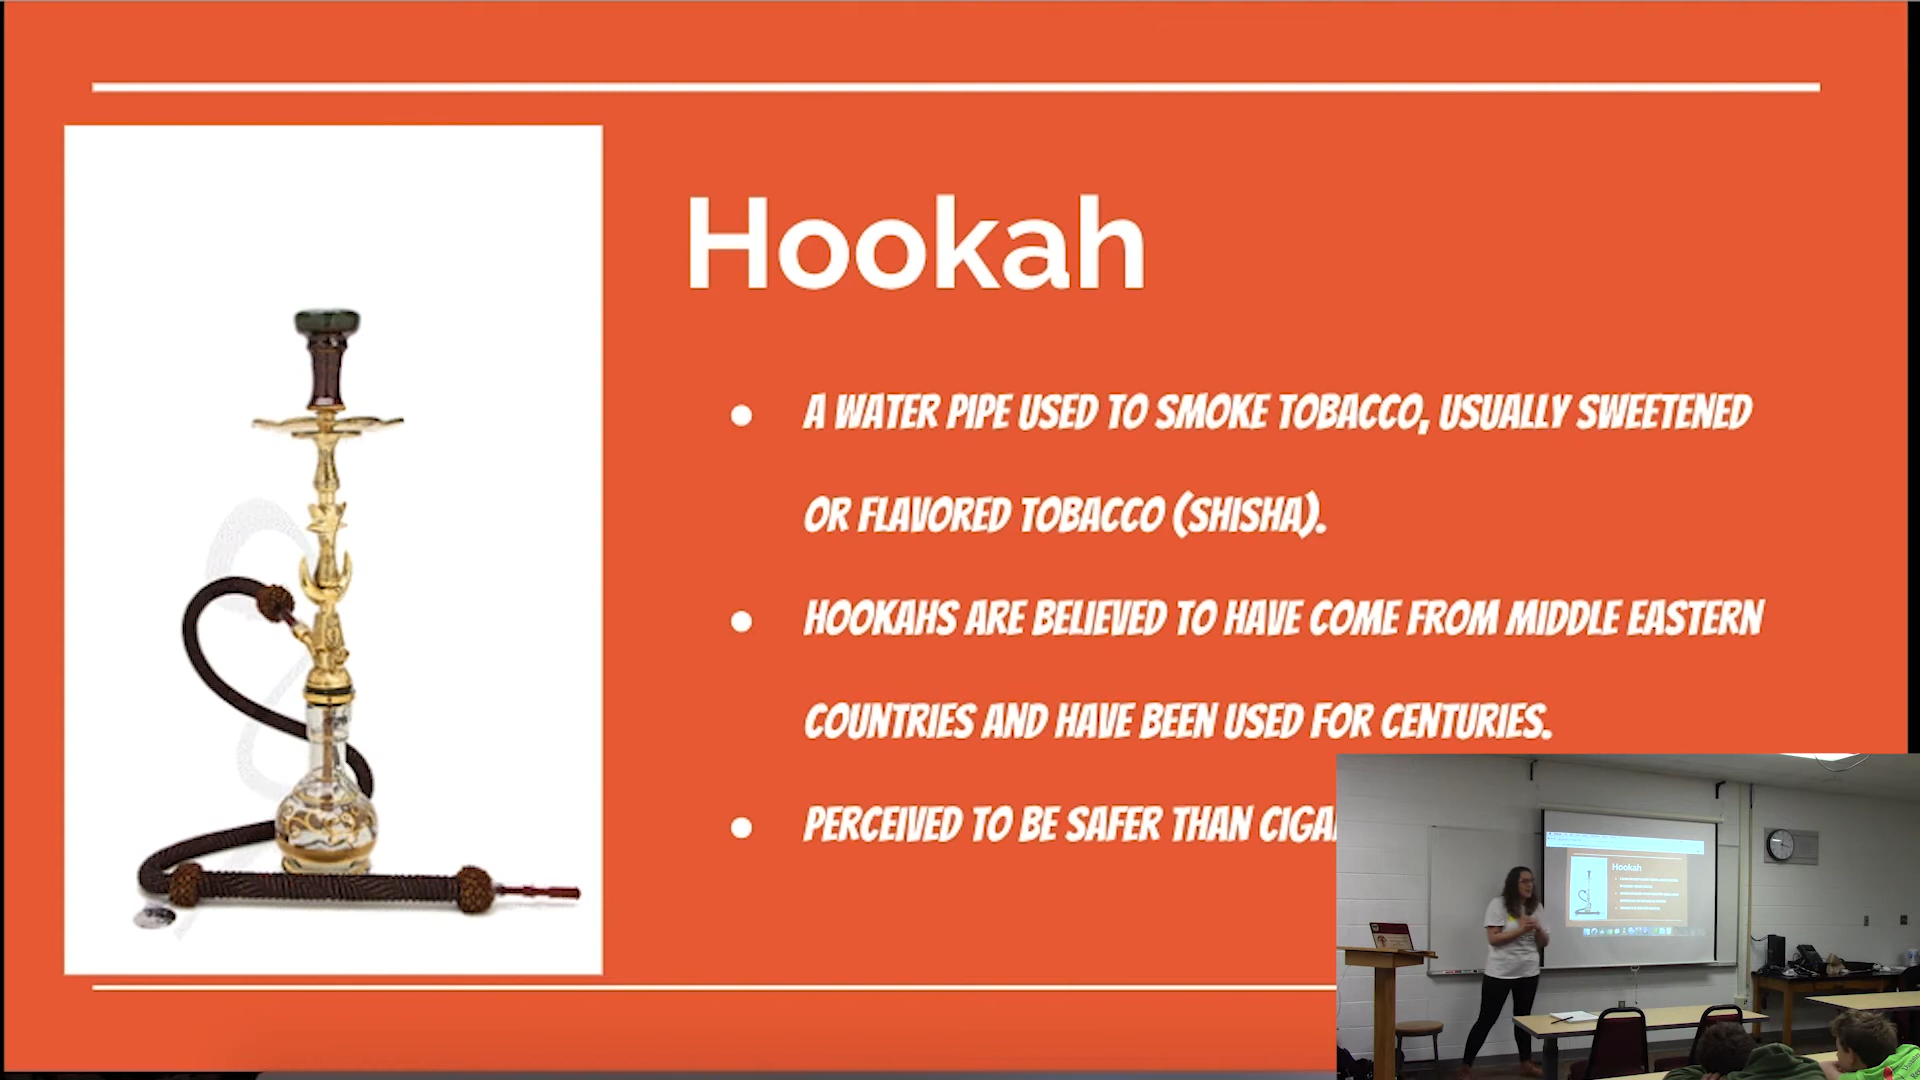 Hookah
A WATER PIPE USED TO SMOKE TOBACCO, USUALLY SWEETENED
OR FLAVORED TOBACCO (SHISHA).
HOOKAHS ARE BELIEVED TO HAVE COME FROM MIDDLE EASTERN
COUNTRIES AND HAVE BEEN USED FOR CENTURIES.
PERCEIVED TO BE SAFER THAN
Hookah